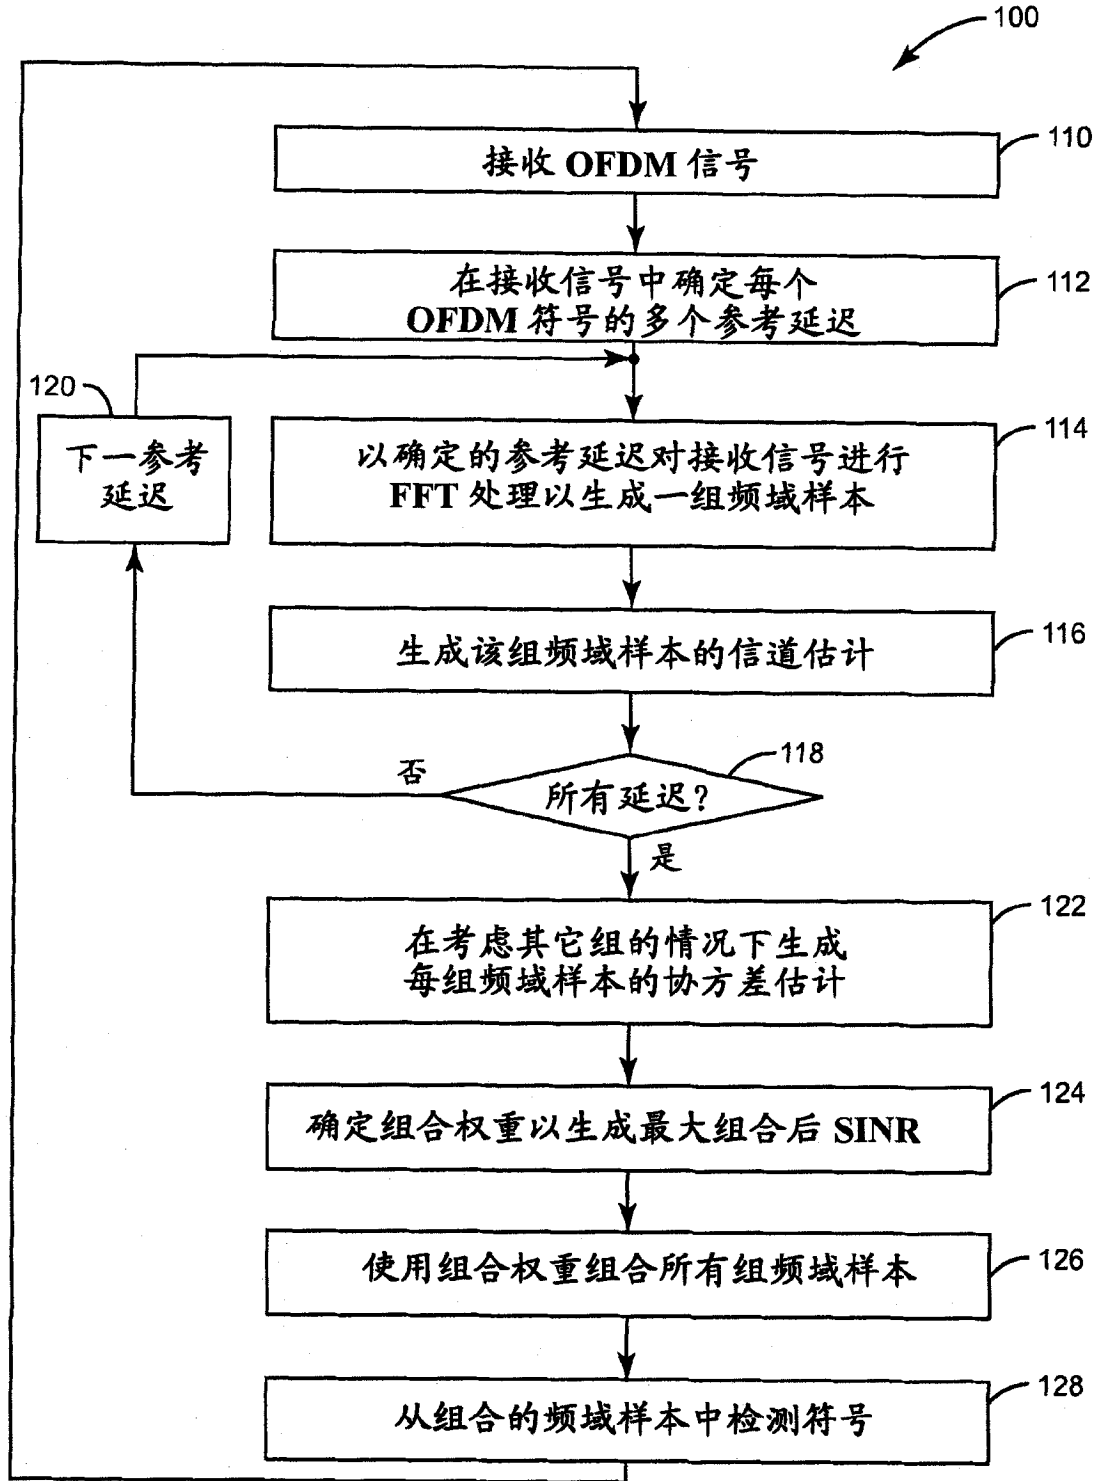 100
接收 OFDM 信号
110
在接收信号中确定每个
OFDM 符号的多个参考延迟
112
120
下一参考
延迟
以确定的参考延迟对接收信号进行
FFT 处理以生成一组频域样本
114
生成该组频域样本的信道估计
116
118
否
所有延迟?
是
在考虑其它组的情况下生成
每组频域样本的协方差估计
122
确定组合权重以生成最大组合后 SINR
124
使用组合权重组合所有组频域样本
126
从组合的频域样本中检测符号
128